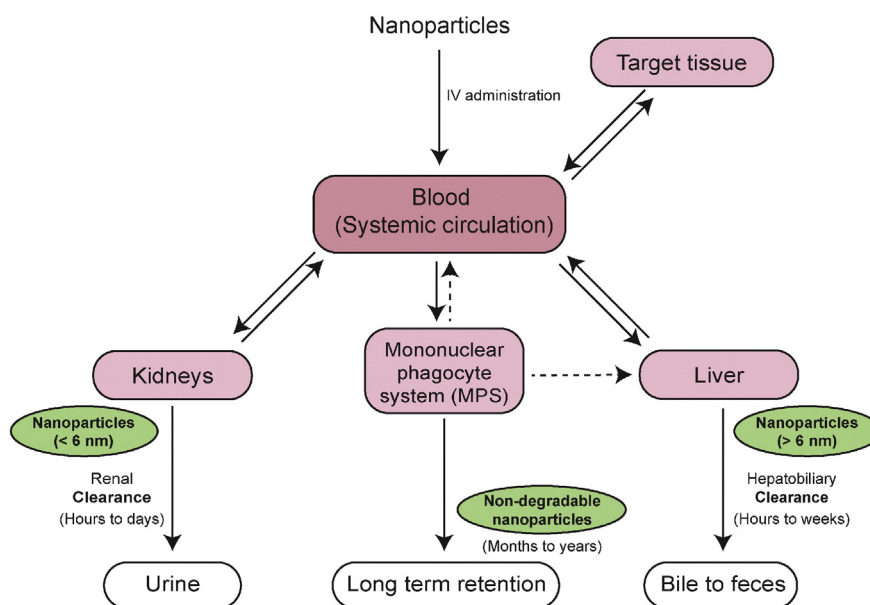 Nanoparticles
IV administration
Target tissue
Blood
(Systemic circulation)
Kidneys
Mononuclear
phagocyte
system (MPS)
Liver
Nanoparticles
(< 6 nm)
Renal
Clearance
(Hours to days)
Non-degradable
nanoparticles
(Months to years)
Nanoparticles
(> 6 nm)
Hepatobiliary
Clearance
(Hours to weeks)
Urine
Long term retention
Bile to feces